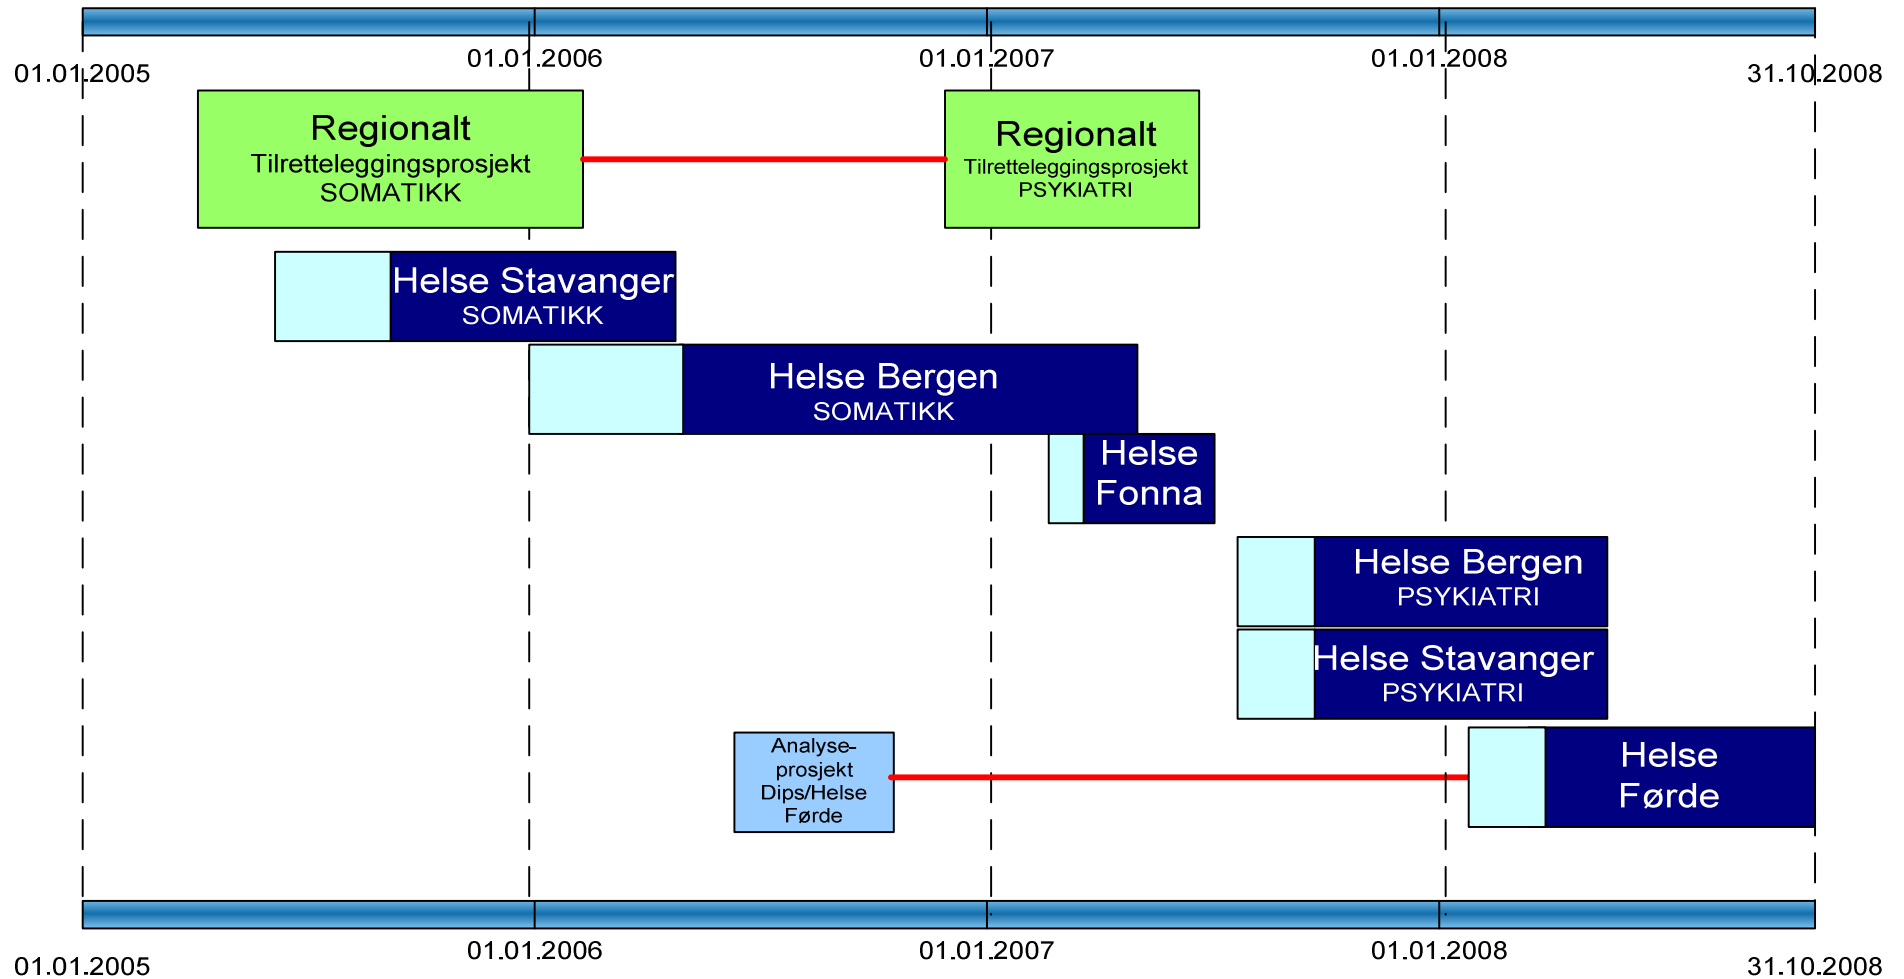 01.01.2005
01.01.2006
01.01.2007
01.01.2008
31.10.2008
Regionalt
Tilretteleggingsprosjekt
SOMATIKK
Regionalt
Tilretteleggingsprosjekt
PSYKIATRI
Helse Stavanger
SOMATIKK
Helse Bergen
SOMATIKK
Helse
Fonna
Helse Bergen
PSYKIATRI
Helse Stavanger
PSYKIATRI
Analyse-
prosjekt
Dips/Helse
Førde
Helse
Førde
01.01.2005
01.01.2006
01.01.2007
01.01.2008
31.10.2008